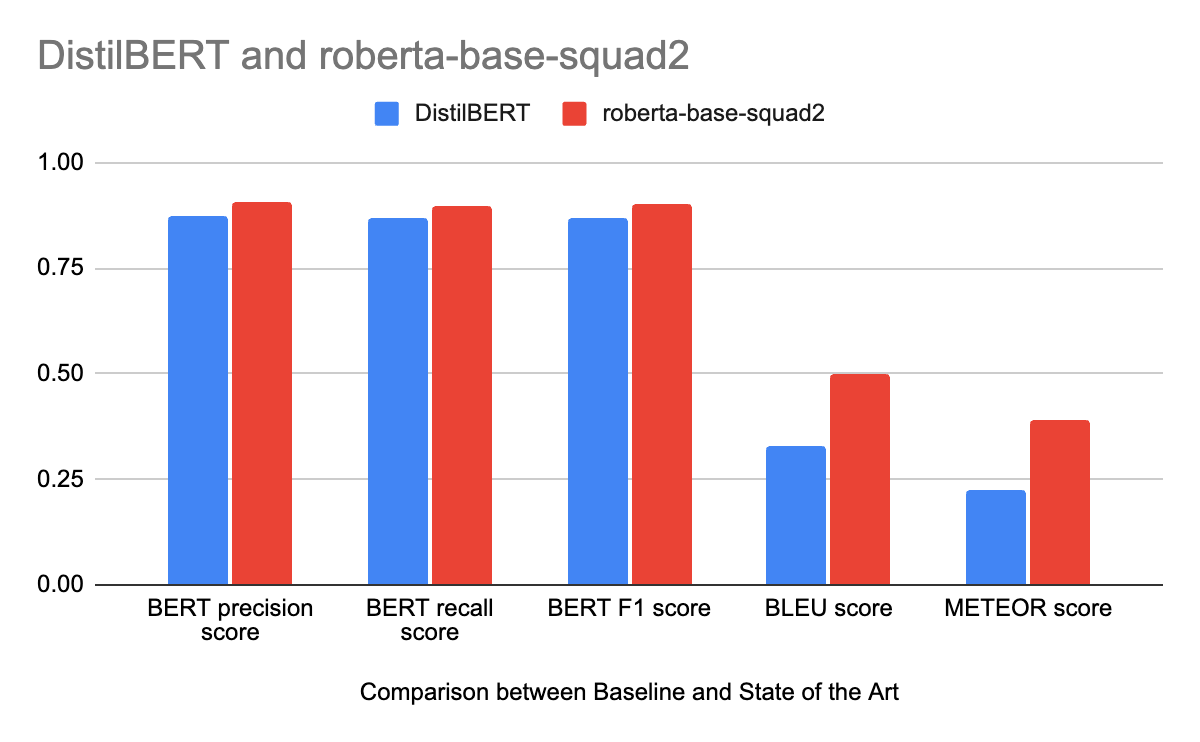 DistilBERT and roberta-base-squad2
DistilBERT roberta-base-squad2
1.00
0.75
0.50
0.25
0.00
BERT precision score
BERT recall score
BERT F1 score
BLEU score
METEOR score
Comparison between Baseline and State of the Art